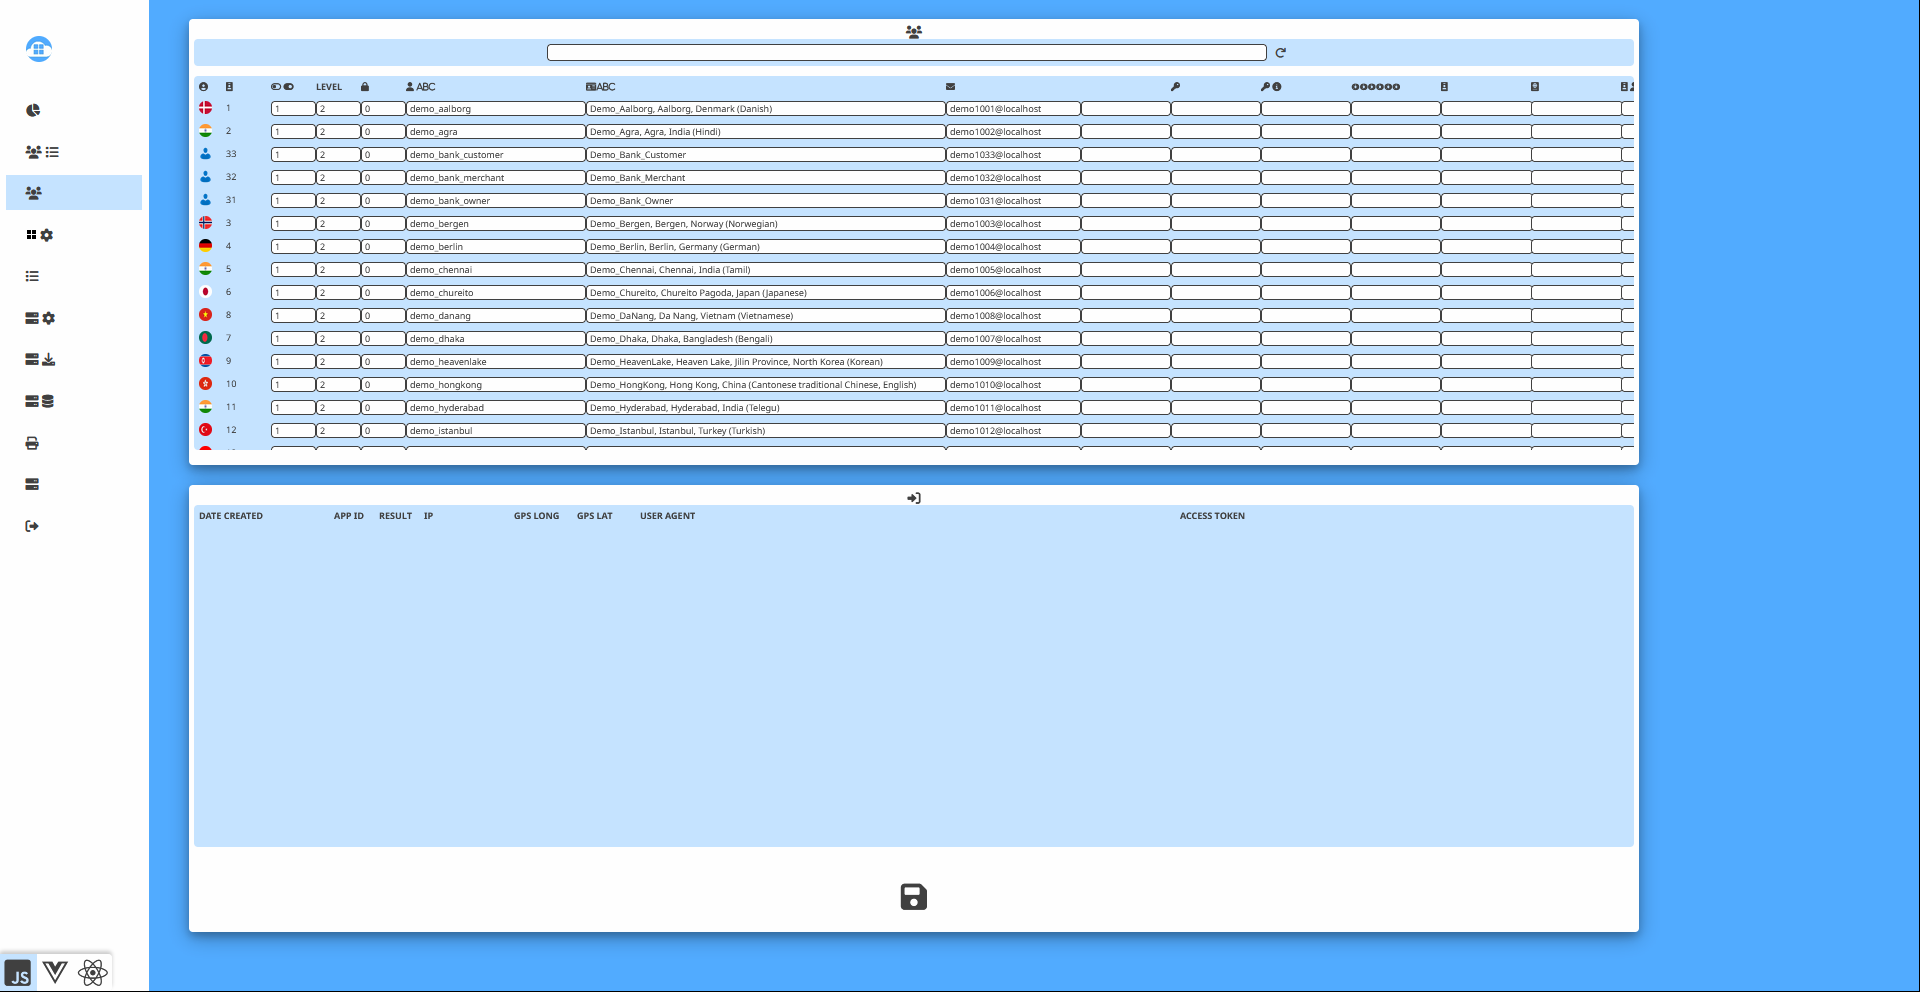 LEVEL ABC ABC
1 1 2 0 demo_aalborg Demo_Aalborg, Aalborg, Denmark (Danish) demo1001@localhost
2 1 2 0 demo_agra Demo_Agra, Agra, India (Hindi) demo1002@localhost
33 1 2 0 demo_bank_customer Demo_Bank_Customer demo1033@localhost
32 1 2 0 demo_bank_merchant Demo_Bank_Merchant demo1032@localhost
31 1 2 0 demo_bank_owner Demo_Bank_Owner demo1031@localhost
3 1 2 0 demo_bergen Demo_Bergen, Bergen, Norway (Norwegian) demo1003@localhost
4 1 2 0 demo_berlin Demo_Berlin, Berlin, Germany (German) demo1004@localhost
5 1 2 0 demo_chennai Demo_Chennai, Chennai, India (Tamil) demo1005@localhost
6 1 2 0 demo_chureito Demo_Chureito, Chureito Pagoda, Japan (Japanese) demo1006@localhost
8 1 2 0 demo_danang Demo_DaNang, Da Nang, Vietnam (Vietnamese) demo1008@localhost
7 1 2 0 demo_dhaka Demo_Dhaka, Dhaka, Bangladesh (Bengali) demo1007@localhost
9 1 2 0 demo_heavenlake Demo_HeavenLake, Heaven Lake, Jilin Province, North Korea (Korean) demo1009@localhost
10 1 2 0 demo_hongkong Demo_HongKong, Hong Kong, China (Cantonese traditional Chinese, English) demo1010@localhost
11 1 2 0 demo_hyderabad Demo_Hyderabad, Hyderabad, India (Telegu) demo1011@localhost
12 1 2 0 demo_istanbul Demo_Istanbul, Istanbul, Turkey (Turkish) demo1012@localhost
DATE CREATED APP ID RESULT IP GPS LONG GPS LAT USER AGENT ACCESS TOKEN
JS